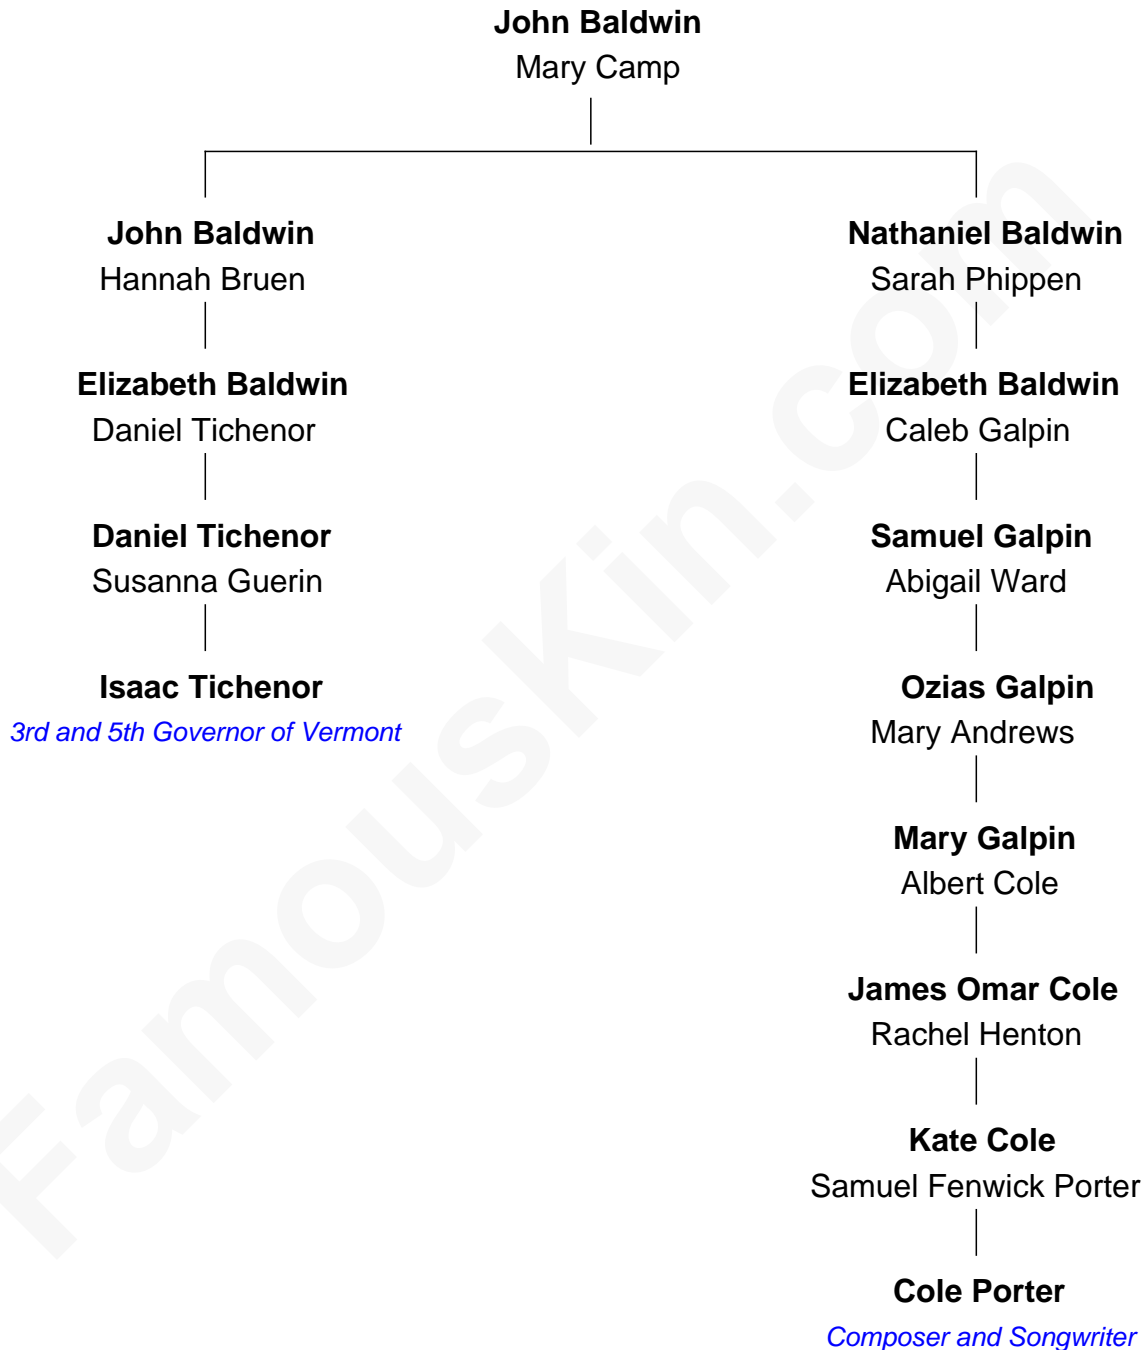 John Baldwin
Mary Camp
John Baldwin
Hannah Bruen
Elizabeth Baldwin
Daniel Tichenor
Daniel Tichenor
Susanna Guerin
Isaac Tichenor
3rd and 5th Governor of Vermont
Nathaniel Baldwin
Sarah Phippen
Elizabeth Baldwin
Caleb Galpin
Samuel Galpin
Abigail Ward
Ozias Galpin
Mary Andrews
Mary Galpin
Albert Cole
James Omar Cole
Rachel Henton
Kate Cole
Samuel Fenwick Porter
Cole Porter
Composer and Songwriter
FamousKin.com